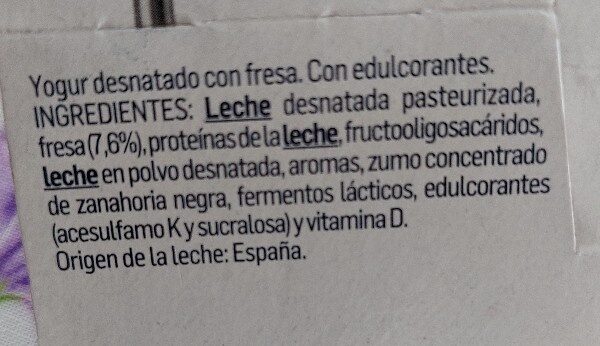 Yogur desnatado con fresa. Con edulcorantes.
INGREDIENTES: Leche desnatada pasteurizada,
fresa (7,6%), proteínas de la leche, fructooligosacáridos,
leche en polvo desnatada, aromas, zumo concentrado
de zanahoria negra, fermentos lácticos, edulcorantes
(acesulfamo K y sucralosa) y vitamina D.
Origen de la leche: España.